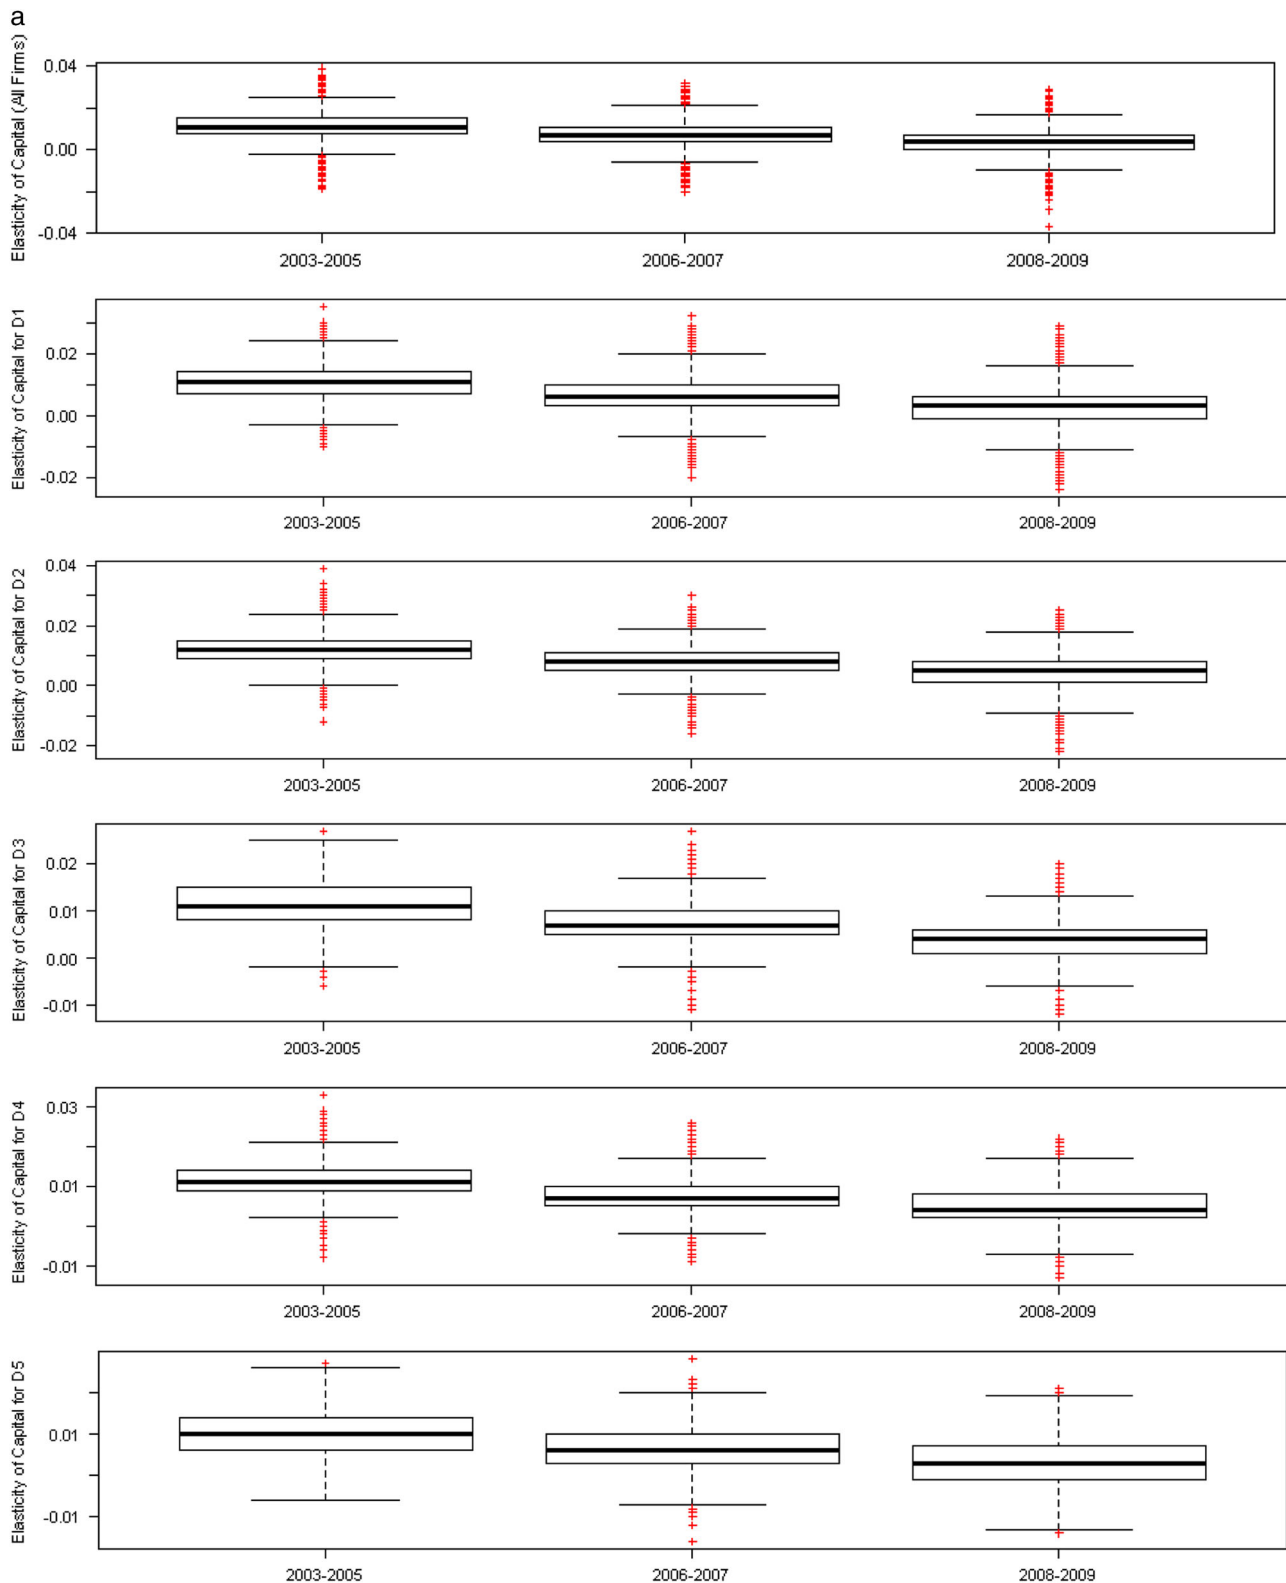 a
Elasticity of Capital (All Firms)
0.04
0.00
-0.04
2003-2005 2006-2007 2008-2009
Elasticity of Capital for D1
0.02
0.00
-0.02
2003-2005 2006-2007 2008-2009
Elasticity of Capital for D2
0.04
0.02
0.00
-0.02
2003-2005 2006-2007 2008-2009
Elasticity of Capital for D3
0.02
0.01
0.00
-0.01
2003-2005 2006-2007 2008-2009
Elasticity of Capital for D4
0.03
0.01
-0.01
2003-2005 2006-2007 2008-2009
Elasticity of Capital for D5
0.01
-0.01
2003-2005 2006-2007 2008-2009